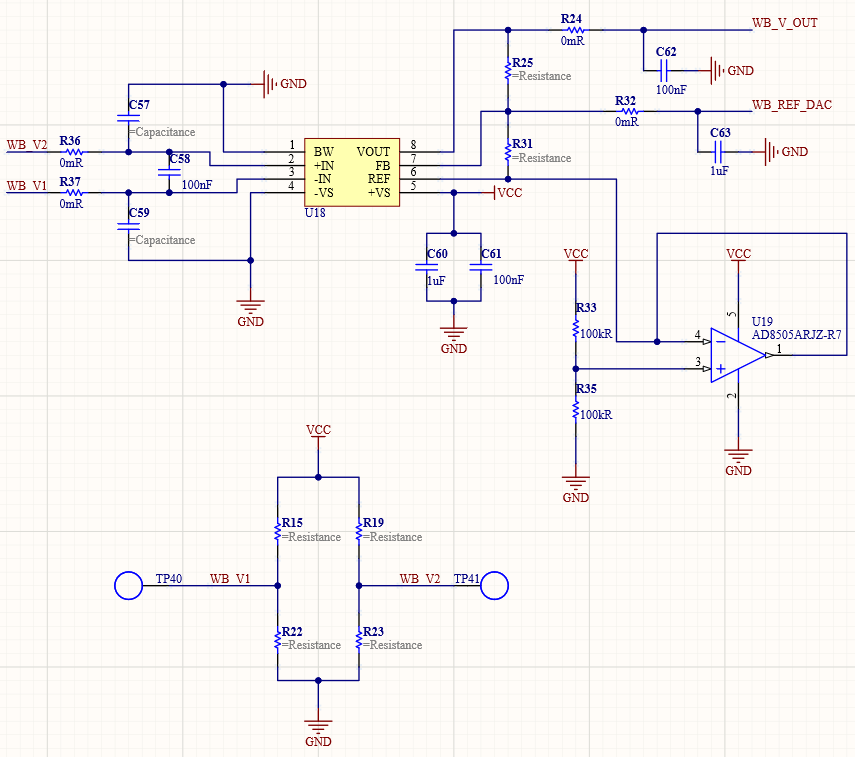 R24
WB_V_OUT
0mR
C62
R25
GND
=Resistance
100nF
GND
C57
R32
WB_REF_DAC
0mR
=Capacitance
C63
WB_V2
R36
R31
1
BW
VOUT
8
GND
0mR
C58
2
+IN
FB
7
=Resistance
1uF
WB_V1
R37
100nF
3
-IN
REF
6
0mR
4
-VS
+VS
5
VCC
C59
U18
=Capacitance
C60
C61
VCC
VCC
1uF
100nF
GND
R33
5
U19
100kR
AD8505ARJZ-R7
GND
4
1
3
R35
2
100kR
VCC
GND
GND
R15
R19
=Resistance
=Resistance
TP40
WB_V1
WB_V2
TP41
R22
R23
=Resistance
=Resistance
GND